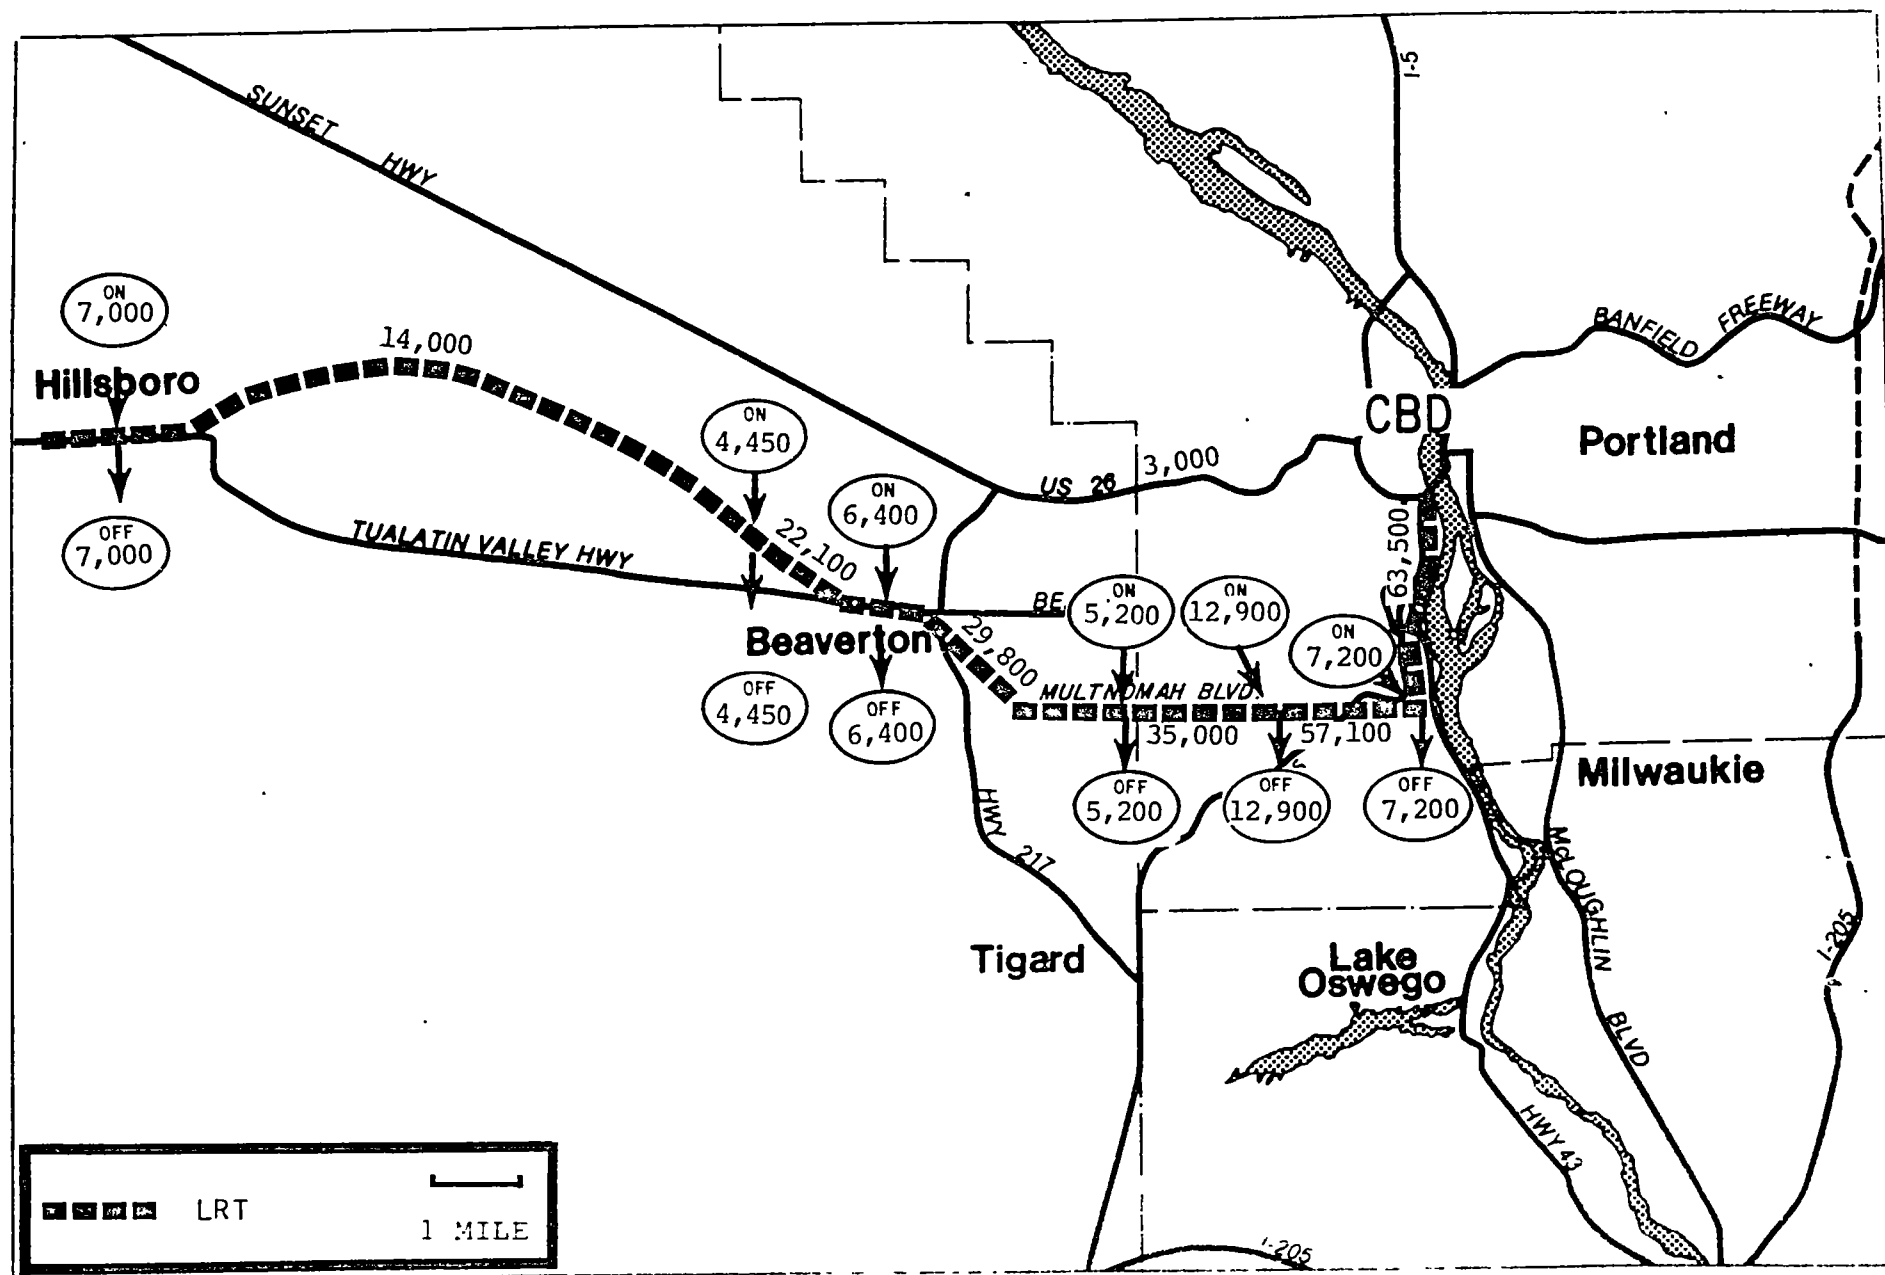 I-5
SUNSET
HWY
ON
7,000
14,000
Hillsboro
OFF
7,000
TUALATIN VALLEY HWY
ON
4,450
ON
6,400
22,100
OFF
4,450
OFF
6,400
Beaverton
US 26
3,000
BE
29,800
MULTNOMAH BLVD.
ON
5,200
ON
12,900
ON
7,200
63,500
35,000
57,100
OFF
5,200
OFF
12,900
OFF
7,200
CBD
BANFIELD
FREEWAY
Portland
Milwaukie
HWY
217
Tigard
Lake
Oswego
McLOUGHLIN
BLVD
I-205
HWY 43
I-205
LRT
1 MILE